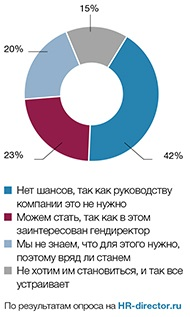 15%
20%
23%
42%
Нет шансов, так как руководству
компании это не нужно
Можем стать, так как в этом
заинтересован гендиректор
Мы не знаем, что для этого нужно,
поэтому вряд ли станем
Не хотим им становиться, и так все
устраивает
По результатам опроса на HR-director.ru